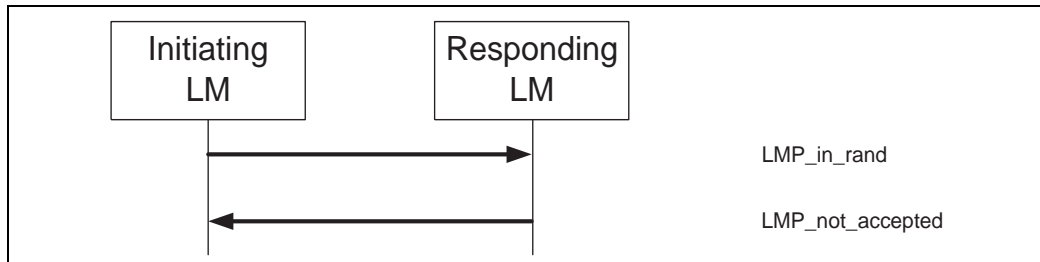 Initiating
LM
Responding
LM
LMP_in_rand
LMP_not_accepted